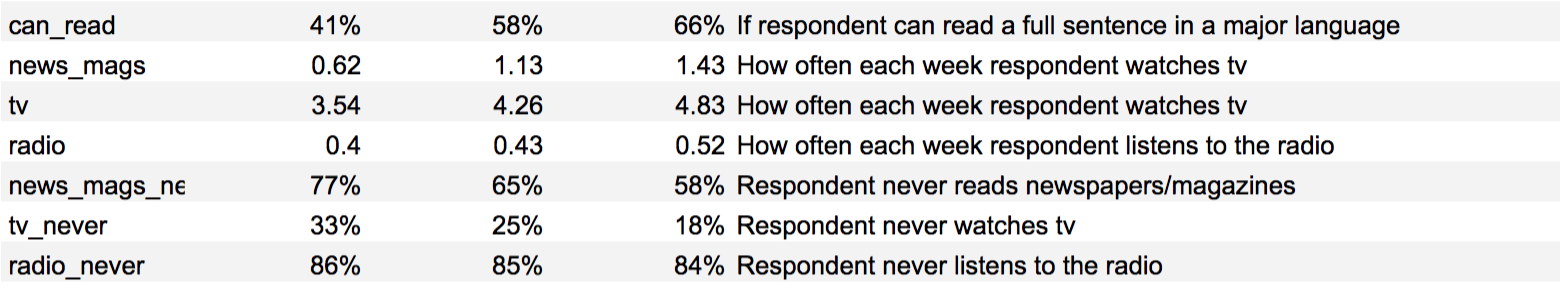 can_read 41% 58% 66% If respondent can read a full sentence in a major language
news_mags 0.62 1.13 1.43 How often each week respondent watches tv
tv 3.54 4.26 4.83 How often each week respondent watches tv
radio 0.4 0.43 0.52 How often each week respondent listens to the radio
news_mags_ne 77% 65% 58% Respondent never reads newspapers/magazines
tv_never 33% 25% 18% Respondent never watches tv
radio_never 86% 85% 84% Respondent never listens to the radio